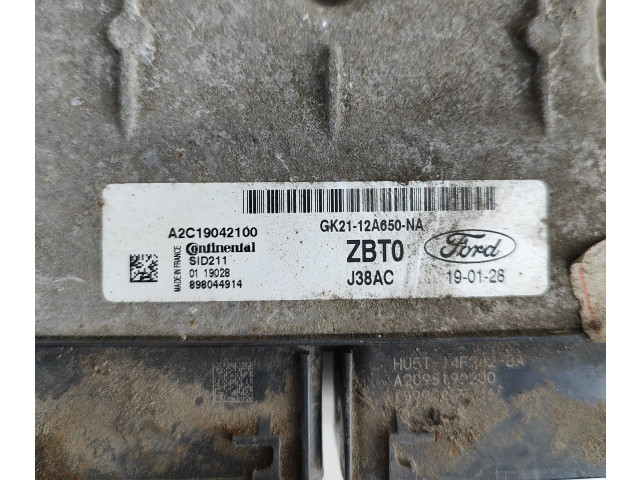 A2C19042100
Continental
SID211
01 19028
898044914
MADE IN FRANCE
GK21-12A650-NA
ZBT0
J38AC
Ford
19-01-28